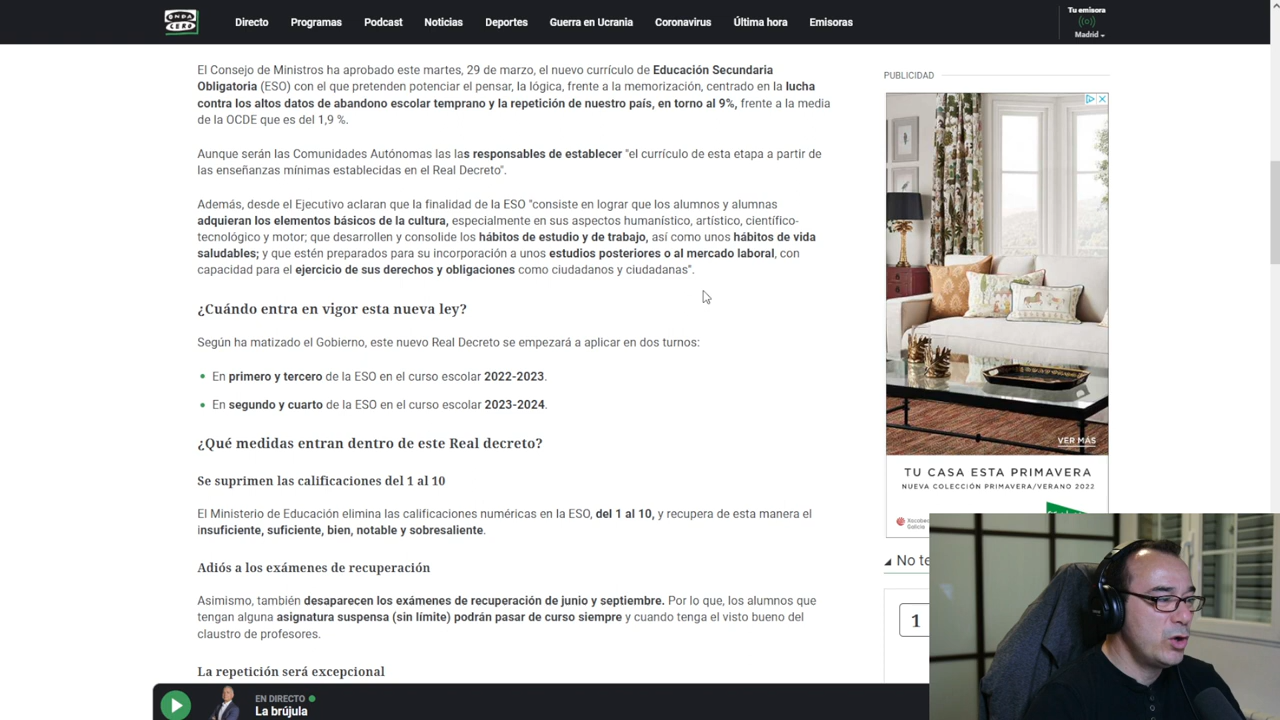 ONDA
CERO
Directo
Programas
Podcast
Noticias
Deportes
Guerra en Ucrania
Coronavirus
Última hora
Emisoras
Tu emisora
Madrid
El Consejo de Ministros ha aprobado este martes, 29 de marzo, el nuevo currículo de Educación Secundaria
Obligatoria (ESO) con el que pretenden potenciar el pensar, la lógica, frente a la memorización, centrado en la lucha
contra los altos datos de abandono escolar temprano y la repetición de nuestro país, en torno al 9%, frente a la media
de la OCDE que es del 1,9 %.
Aunque serán las Comunidades Autónomas las las responsables de establecer "el currículo de esta etapa a partir de
las enseñanzas mínimas establecidas en el Real Decreto".
Además, desde el Ejecutivo aclaran que la finalidad de la ESO "consiste en lograr que los alumnos y alumnas
adquieran los elementos básicos de la cultura, especialmente en sus aspectos humanístico, artístico, científico-
tecnológico y motor; que desarrollen y consolide los hábitos de estudio y de trabajo, así como unos hábitos de vida
saludables; y que estén preparados para su incorporación a unos estudios posteriores o al mercado laboral, con
capacidad para el ejercicio de sus derechos y obligaciones como ciudadanos y ciudadanas".
¿Cuándo entra en vigor esta nueva ley?
Según ha matizado el Gobierno, este nuevo Real Decreto se empezará a aplicar en dos turnos:
• En primero y tercero de la ESO en el curso escolar 2022-2023.
• En segundo y cuarto de la ESO en el curso escolar 2023-2024.
¿Qué medidas entran dentro de este Real decreto?
Se suprimen las calificaciones del 1 al 10
El Ministerio de Educación elimina las calificaciones numéricas en la ESO, del 1 al 10, y recupera de esta manera el
insuficiente, suficiente, bien, notable y sobresaliente.
Adiós a los exámenes de recuperación
Asimismo, también desaparecen los exámenes de recuperación de junio y septiembre. Por lo que, los alumnos que
tengan alguna asignatura suspensa (sin límite) podrán pasar de curso siempre y cuando tenga el visto bueno del
claustro de profesores.
La repetición será excepcional
PUBLICIDAD
VER MÁS
TU CASA ESTA PRIMAVERA
NUEVA COLECCIÓN PRIMAVERA/VERANO 2022
No te
1
EN DIRECTO
La brújula